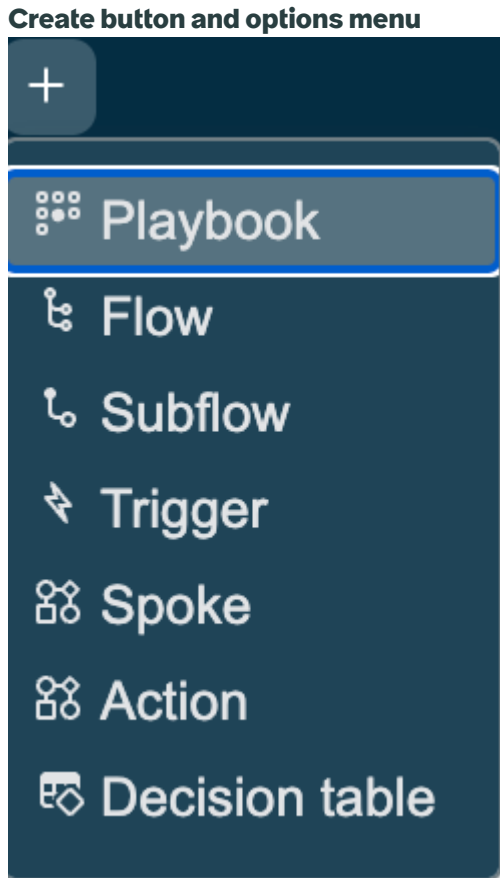 Create button and options menu
+
Playbook
Flow
Subflow
Trigger
Spoke
Action
Decision table